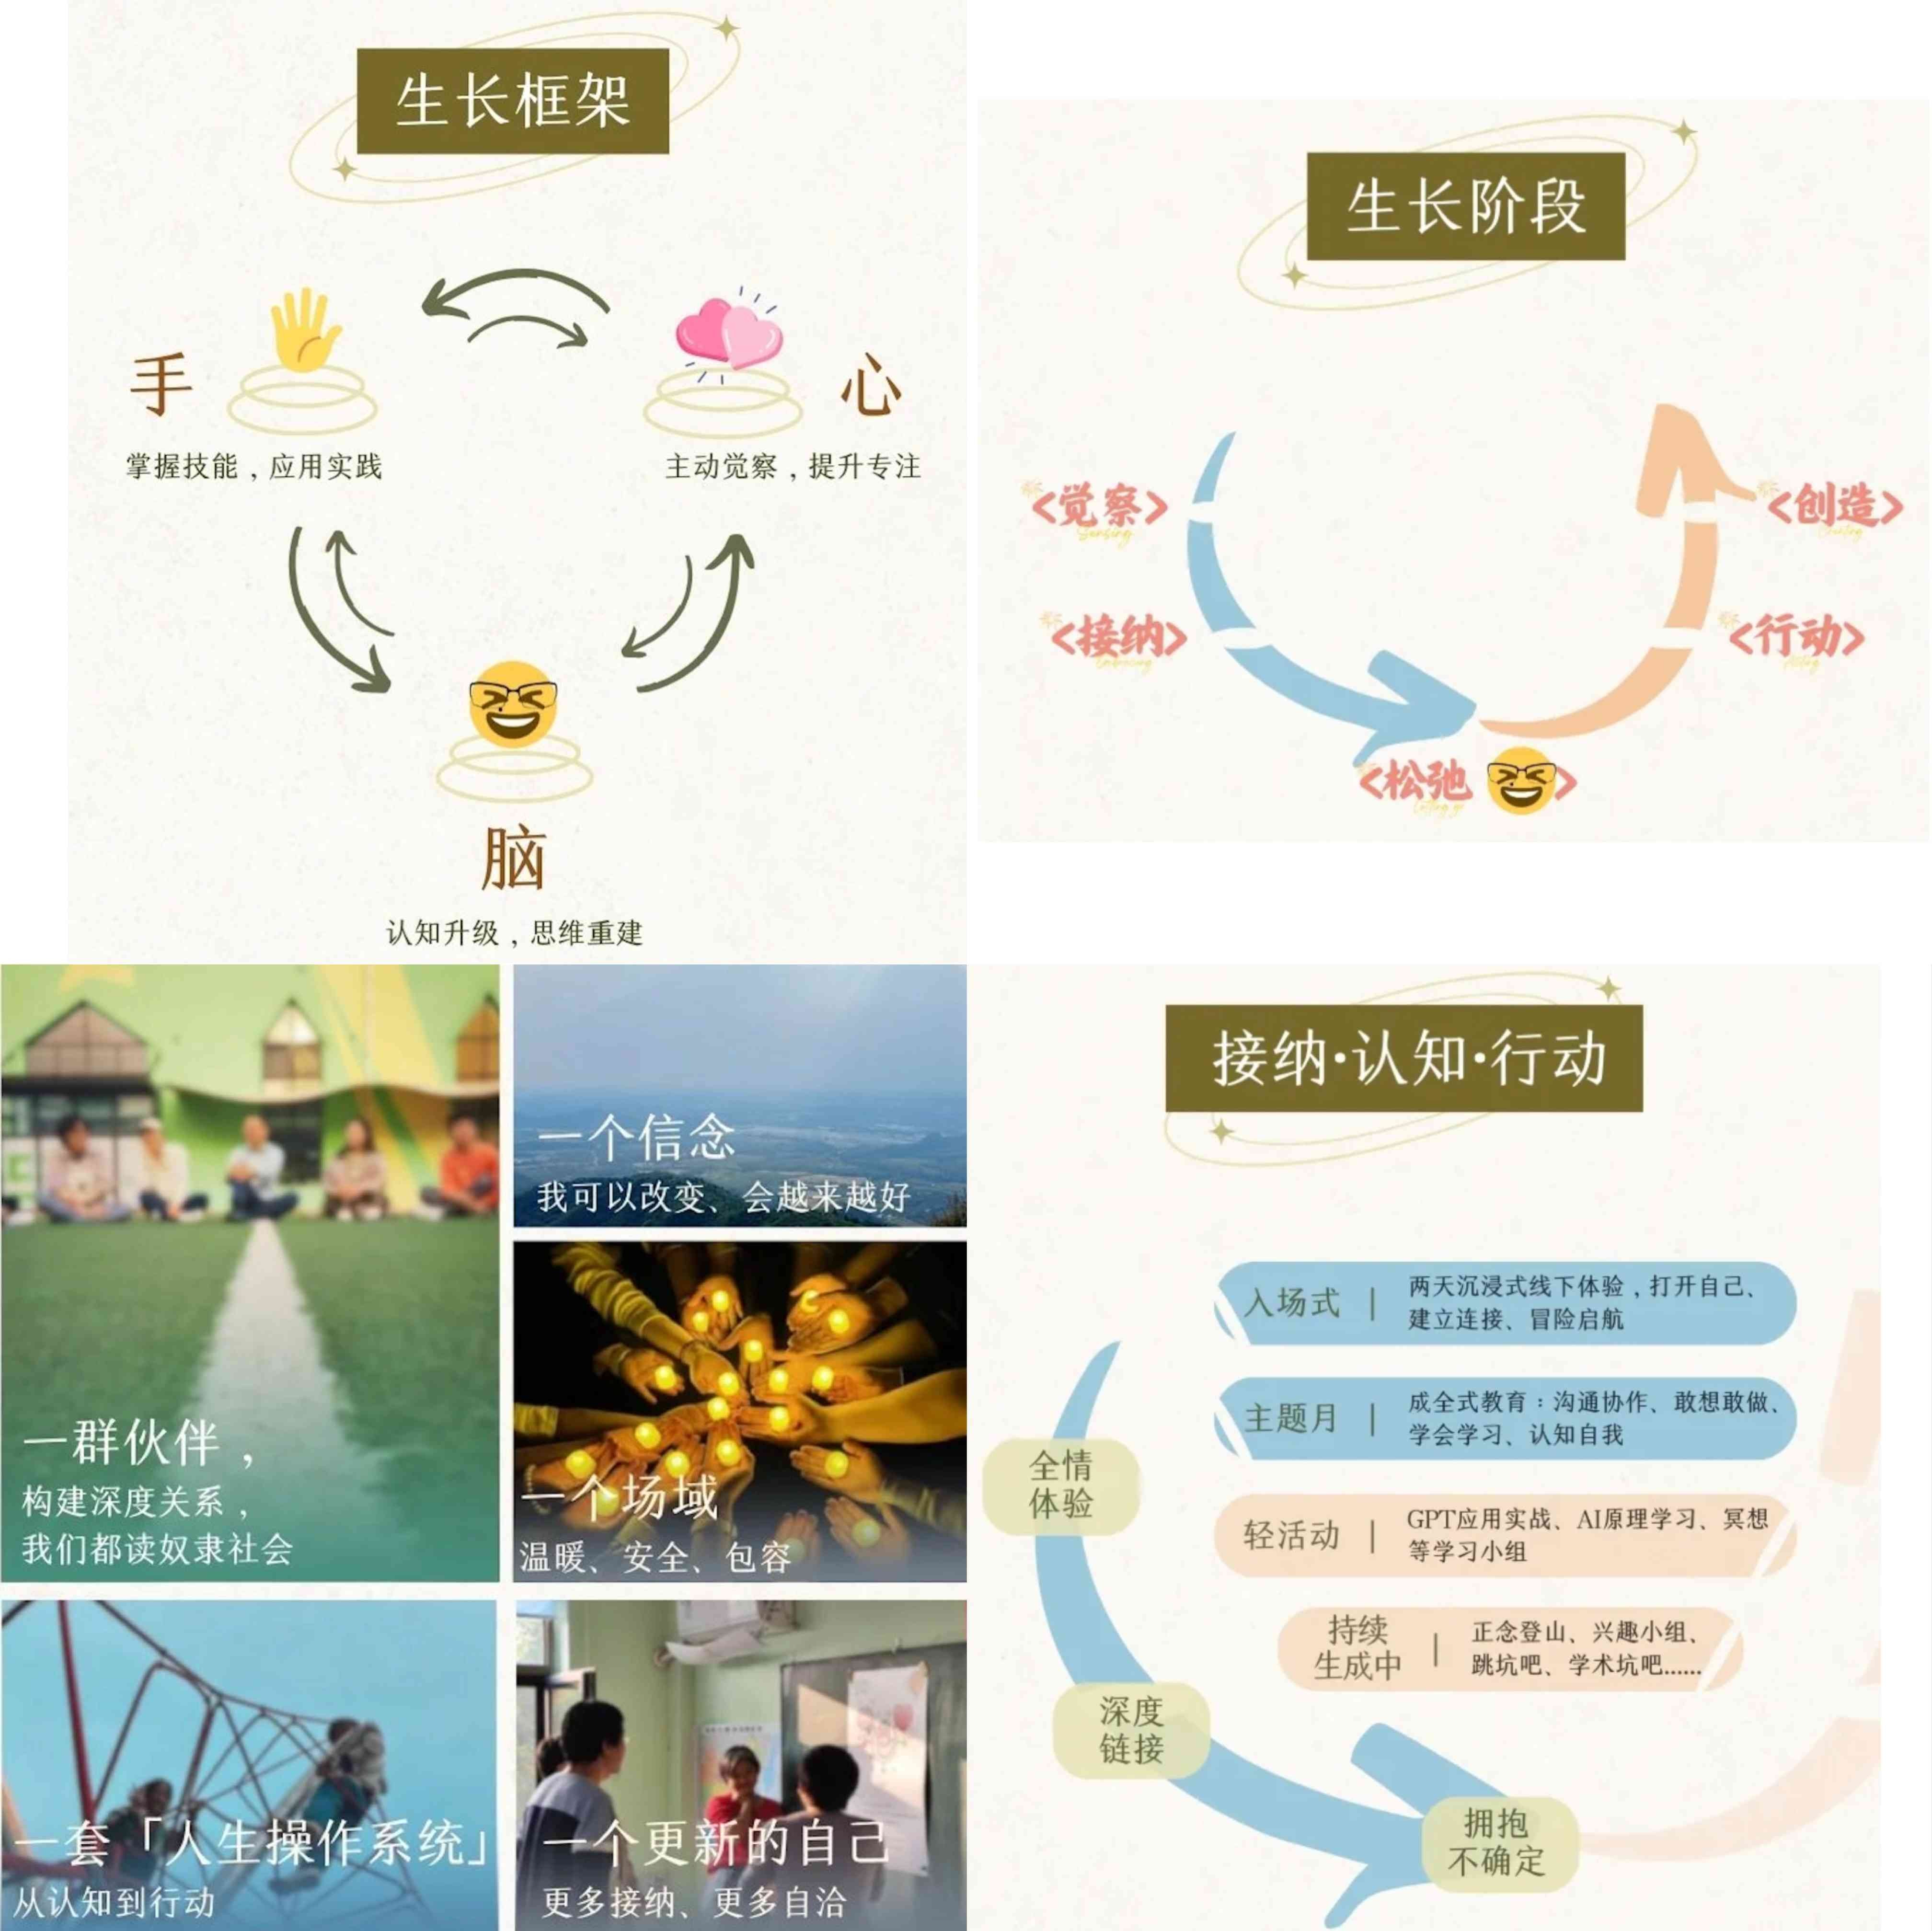 生长框架
手
心
掌握技能，应用实践
主动觉察，提升专注
脑
认知升级，思维重建
生长阶段
<觉察>
Sensing
<创造>
<接纳>
Embracing
<行动>
Acting
<松弛>
Letting go
一群伙伴，
构建深度关系，
我们都读奴隶社会
一个信念
我可以改变、会越来越好
一个场域
温暖、安全、包容
一套「人生操作系统」
从认知到行动
一个更新的自己
更多接纳、更多自洽
接纳·认知·行动
入场式 | 两天沉浸式线下体验，打开自己、
建立连接、冒险启航
主题月 | 成全式教育：沟通协作、敢想敢做、
学会学习、认知自我
轻活动 | GPT应用实战、AI原理学习、冥想
等学习小组
持续
生成中 | 正念登山、兴趣小组、
跳坑吧、学术坑吧......
全情
体验
深度
链接
拥抱
不确定